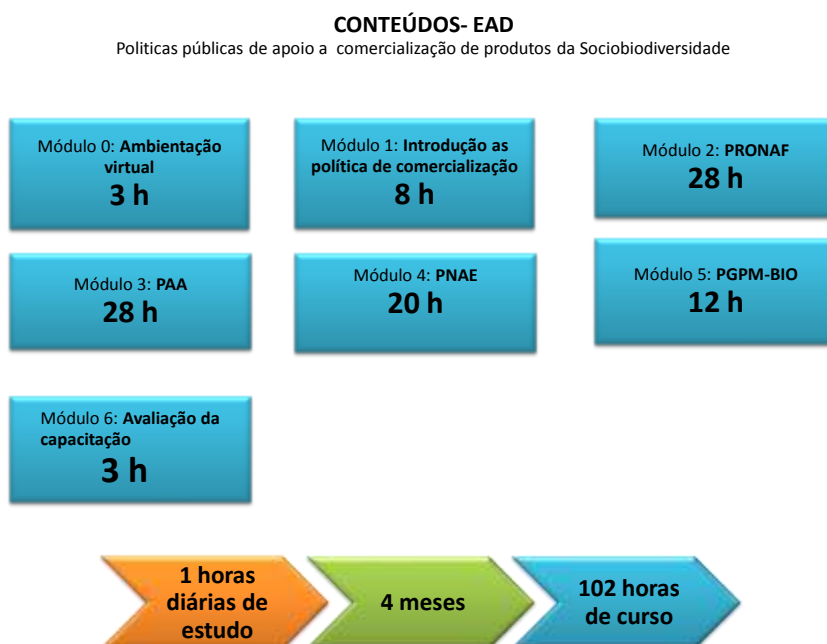 CONTEÚDOS- EAD
Politicas públicas de apoio a comercialização de produtos da Sociobiodiversidade
Módulo 0: Ambientação
virtual
3 h
Módulo 1: Introdução as
política de comercialização
8 h
Módulo 2: PRONAF
28 h
Módulo 3: PAA
28 h
Módulo 4: PNAE
20 h
Módulo 5: PGPM-BIO
12 h
Módulo 6: Avaliação da
capacitação
3 h
1 horas
diárias de
estudo
4 meses
102 horas
de curso